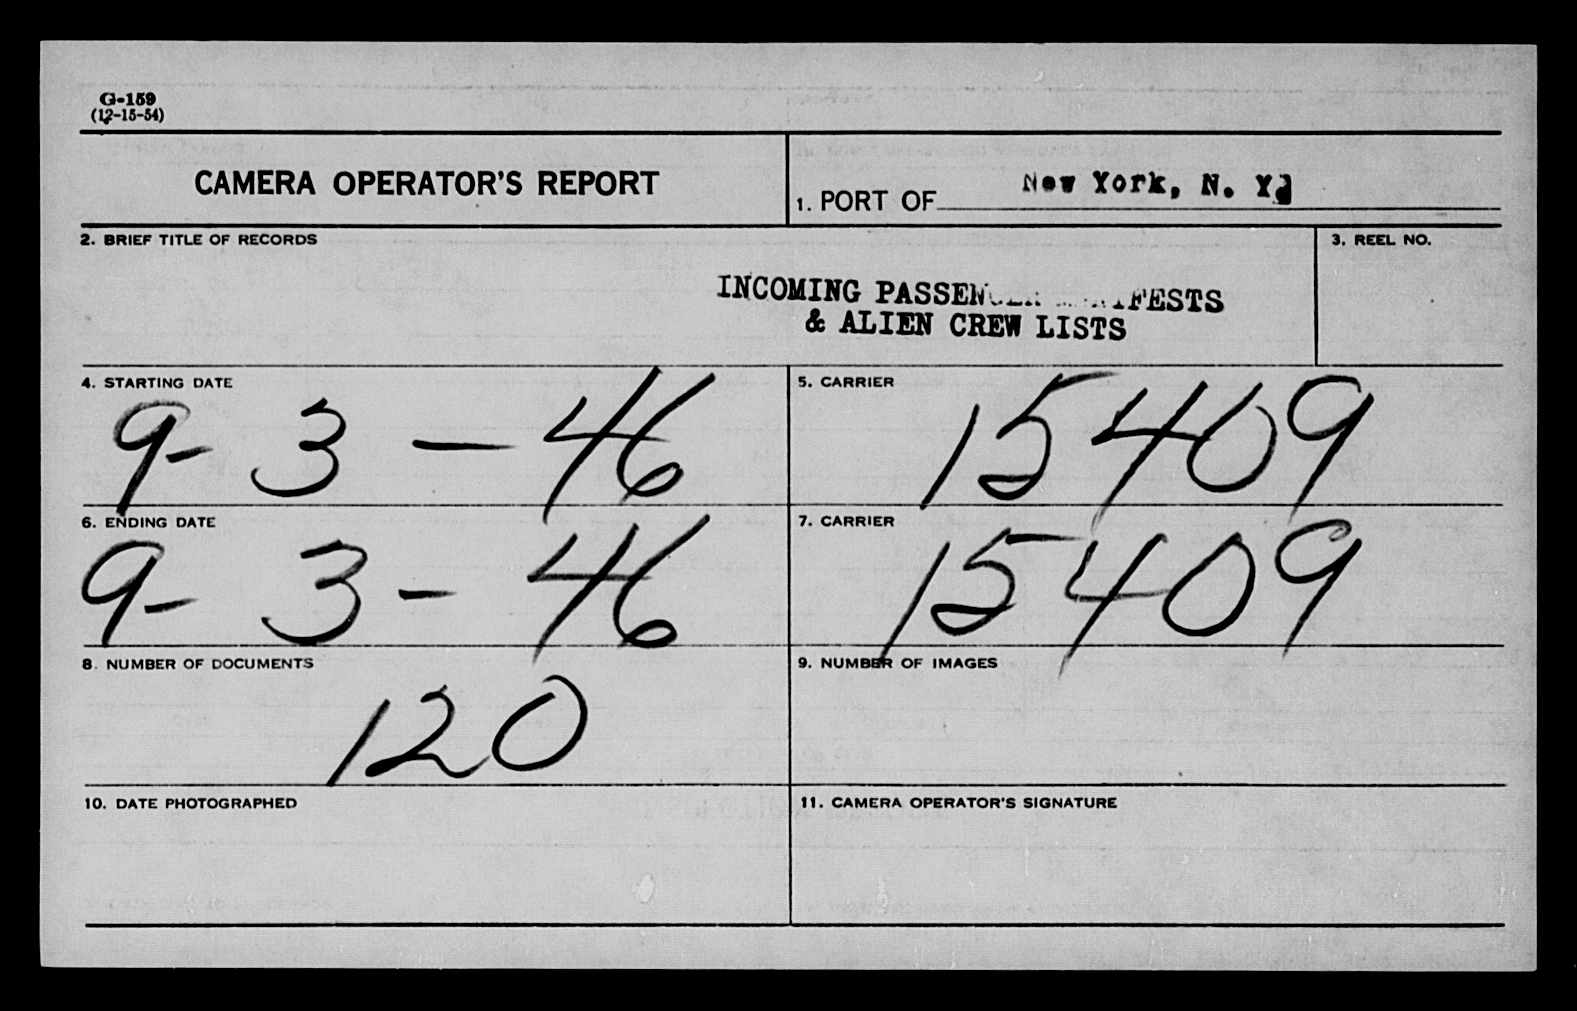 G-159
(12-15-54)
CAMERA OPERATOR'S REPORT
1. PORT OF New York, N. Y.
2. BRIEF TITLE OF RECORDS
3. REEL NO.
INCOMING PASSENGER MANIFESTS
& ALIEN CREW LISTS
4. STARTING DATE
9-3-46
5. CARRIER
15409
6. ENDING DATE
9-3-46
7. CARRIER
15409
8. NUMBER OF DOCUMENTS
120
9. NUMBER OF IMAGES
10. DATE PHOTOGRAPHED
11. CAMERA OPERATOR'S SIGNATURE